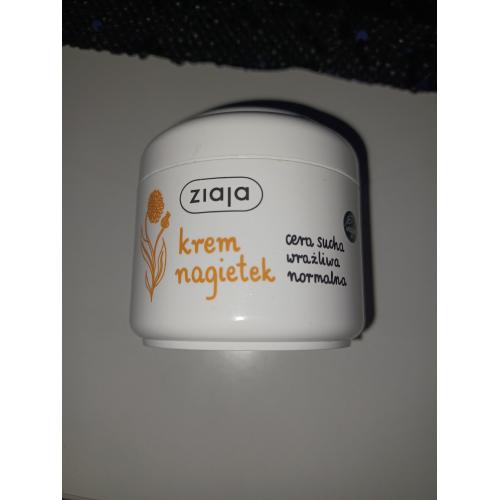 ziaja
krem
nagietek
cera sucha
wrażliwa
normalna